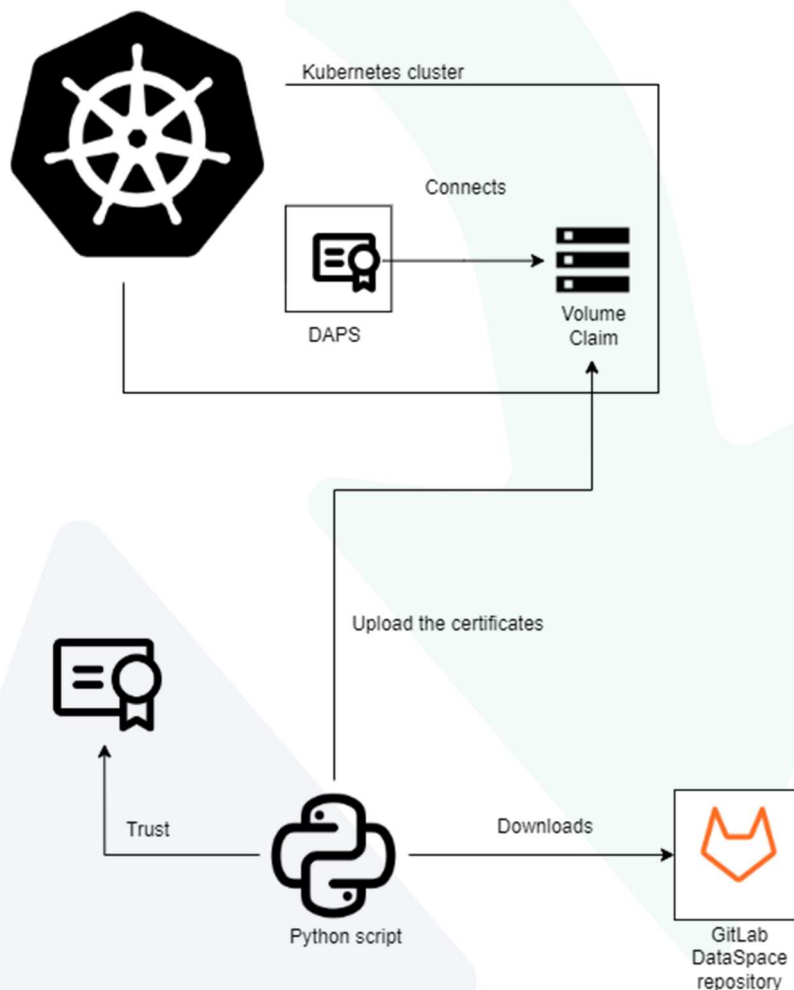 Kubernetes cluster
Connects
DAPS
Volume
Claim
Upload the certificates
Trust
Downloads
Python script
GitLab
DataSpace
repository